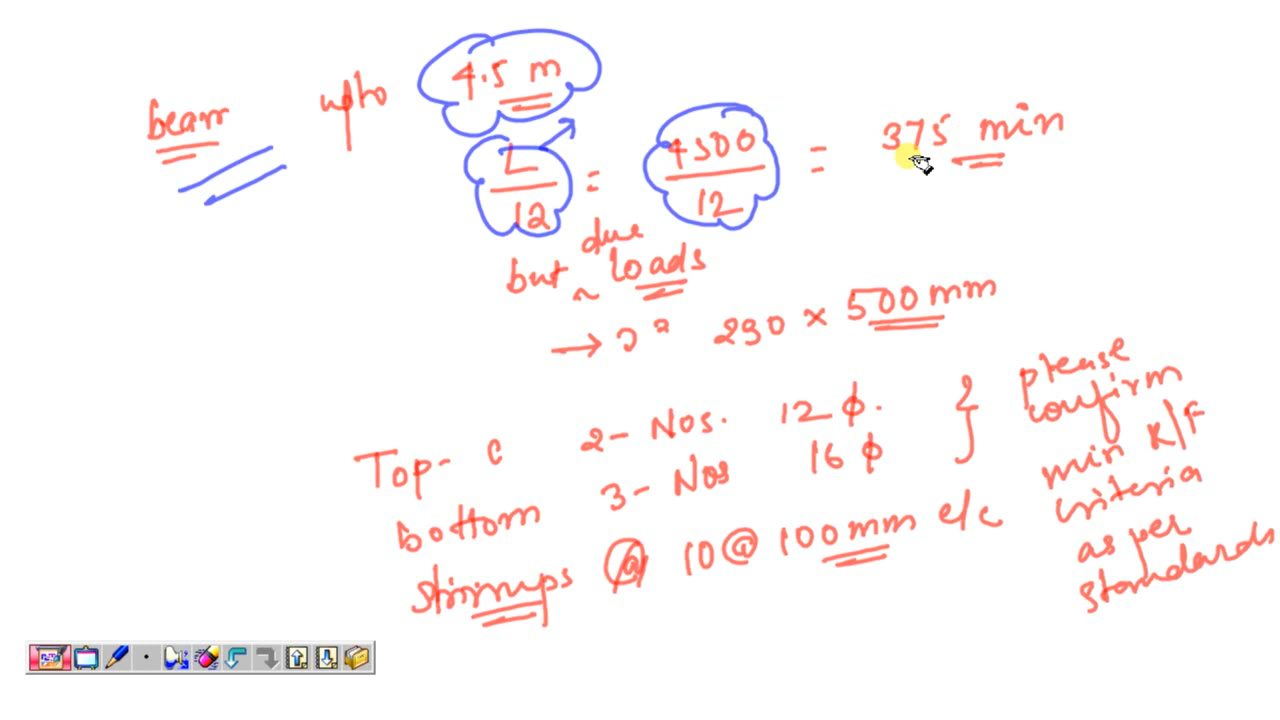 beam upto 4.5 m
L/12 = 4500/12 = 375 min
but due loads
→ 230 × 500 mm
Top- 2- Nos. 12 ϕ.
bottom 3- Nos 16 ϕ
stirrups @ 10 @ 100 mm c/c
please
confirm
min R/F
criteria
as per
standards